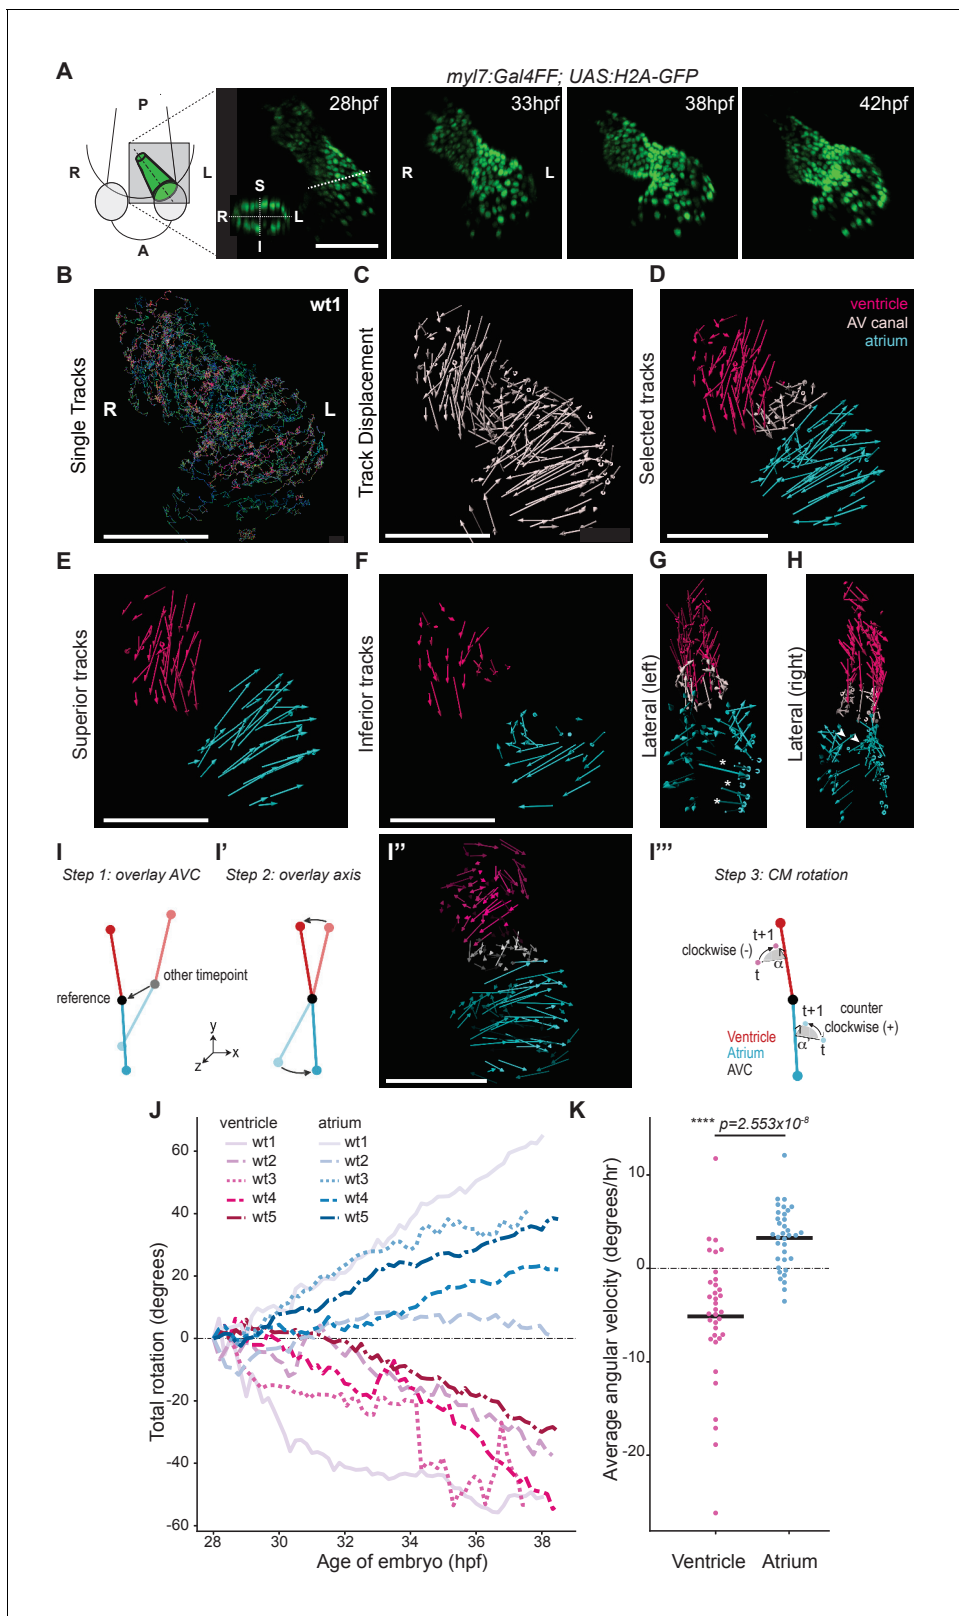 A
myl7:Gal4FF; UAS:H2A-GFP
P
R
L
A
28hpf
S
R
L
I
33hpf
R
L
38hpf
42hpf
B
Single Tracks
wt1
R
L
C
Track Displacement
D
Selected tracks
ventricle
AV canal
atrium
E
Superior tracks
F
Inferior tracks
G
Lateral (left)
*
*
*
H
Lateral (right)
I
Step 1: overlay AVC
other timepoint
reference
I'
Step 2: overlay axis
y
x
z
I''
I'''
Step 3: CM rotation
t+1
clockwise (-)
t
α
t+1
counter
clockwise (+)
α
t
Ventricle
Atrium
AVC
J
ventricle
atrium
wt1
wt1
wt2
wt2
wt3
wt3
wt4
wt4
wt5
wt5
Total rotation (degrees)
60
40
20
0
-20
-40
-60
28
30
32
34
36
38
Age of embryo (hpf)
K
**** p=2.553x10-8
Average angular velocity (degrees/hr)
10
0
-10
-20
Ventricle
Atrium